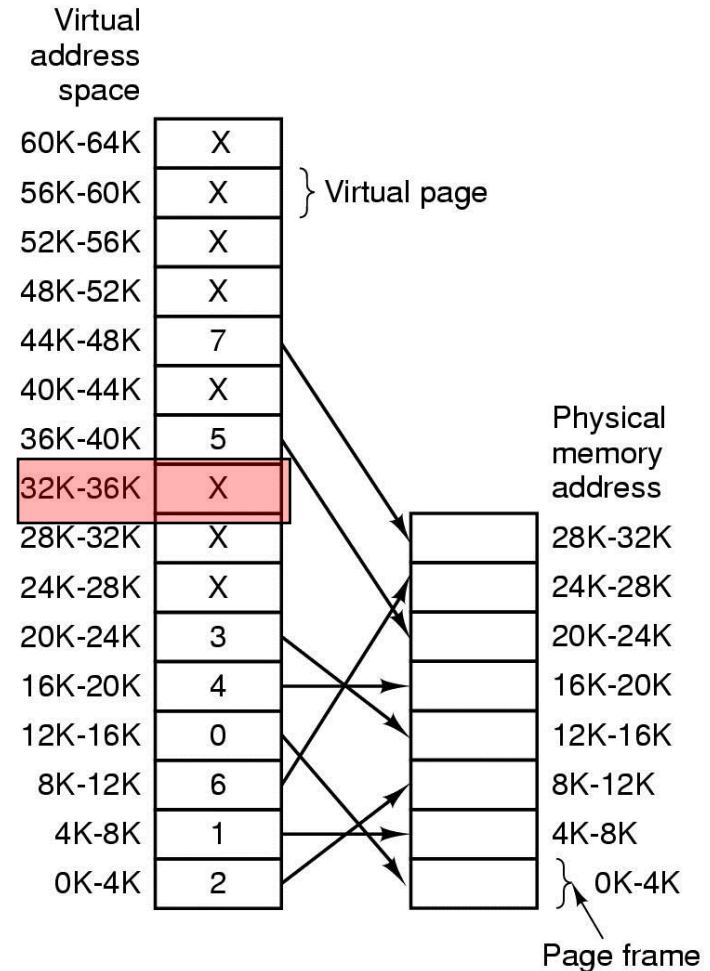 Virtual
address
space
60K-64K X
56K-60K X Virtual page
52K-56K X
48K-52K X
44K-48K 7
40K-44K X
36K-40K 5
32K-36K X
28K-32K X
24K-28K X
20K-24K 3
16K-20K 4
12K-16K 0
8K-12K 6
4K-8K 1
0K-4K 2
Physical
memory
address
28K-32K
24K-28K
20K-24K
16K-20K
12K-16K
8K-12K
4K-8K
0K-4K
Page frame